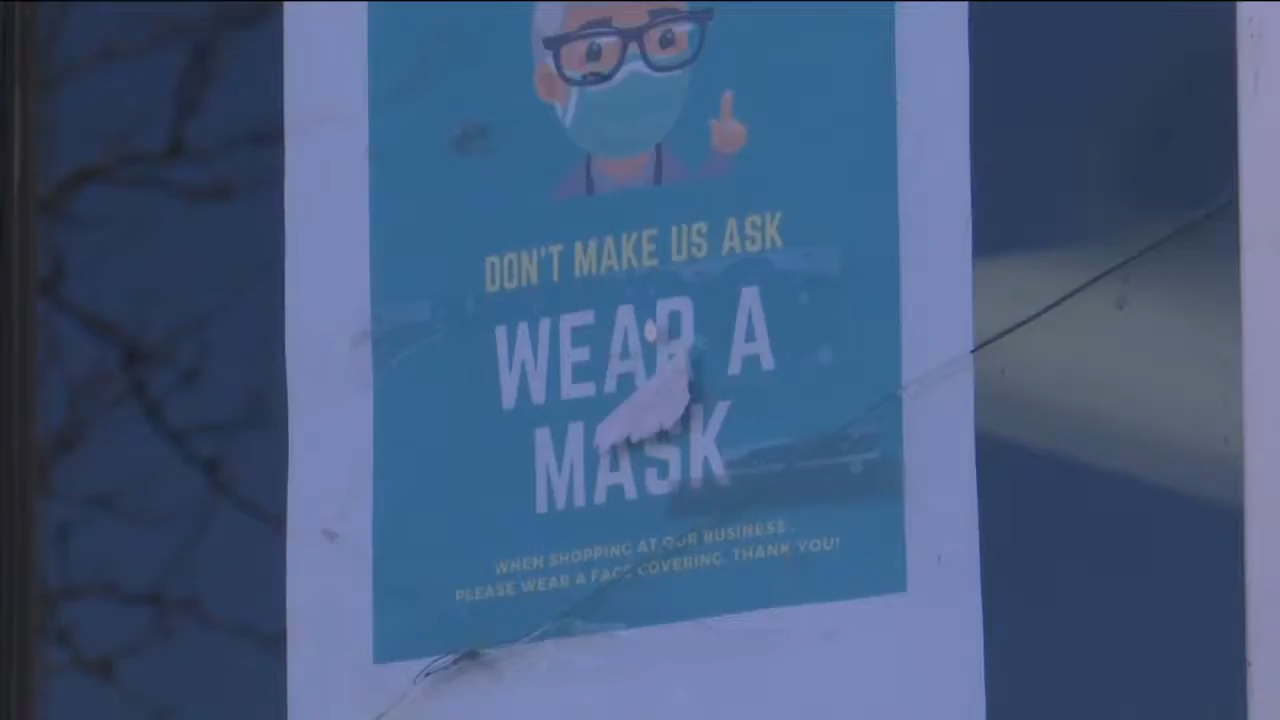 DON'T MAKE US ASK
WEAR A
MASK
WHEN SHOPPING AT OUR BUSINESS,
PLEASE WEAR A FACE COVERING. THANK YOU!